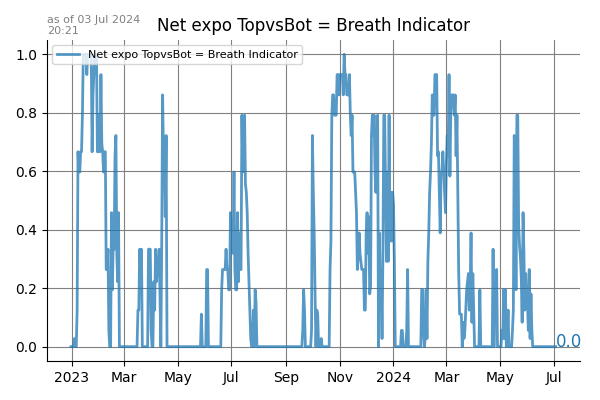 as of 03 Jul 2024
20:21
Net expo TopvsBot = Breath Indicator
Net expo TopvsBot = Breath Indicator
1.0
0.8
0.6
0.4
0.2
0.0
0.0
2023 Mar May Jul Sep Nov 2024 Mar May Jul